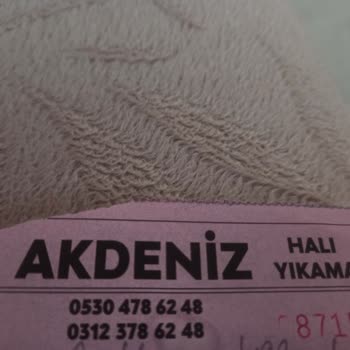 AKDENİZ HALI
YIKAMA
0530 478 62 48
0312 378 62 48